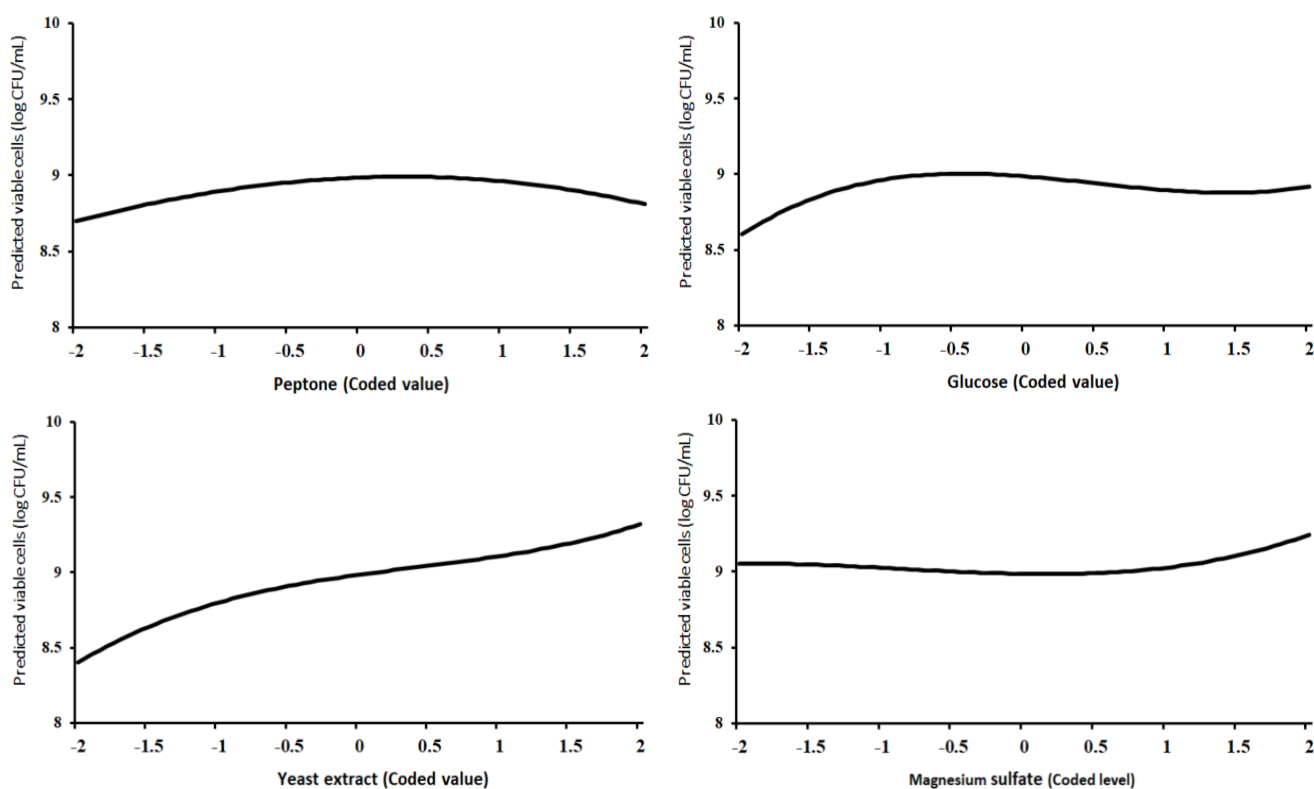 Predicted viable cells (log CFU/mL)
10
9.5
9
8.5
8
-2 -1.5 -1 -0.5 0 0.5 1 1.5 2
Peptone (Coded value)
Predicted viable cells (log CFU/mL)
10
9.5
9
8.5
8
-2 -1.5 -1 -0.5 0 0.5 1 1.5 2
Glucose (Coded value)
Predicted viable cells (log CFU/mL)
10
9.5
9
8.5
8
-2 -1.5 -1 -0.5 0 0.5 1 1.5 2
Yeast extract (Coded value)
Predicted viable cells (log CFU/mL)
10
9.5
9
8.5
8
-2 -1.5 -1 -0.5 0 0.5 1 1.5 2
Magnesium sulfate (Coded level)